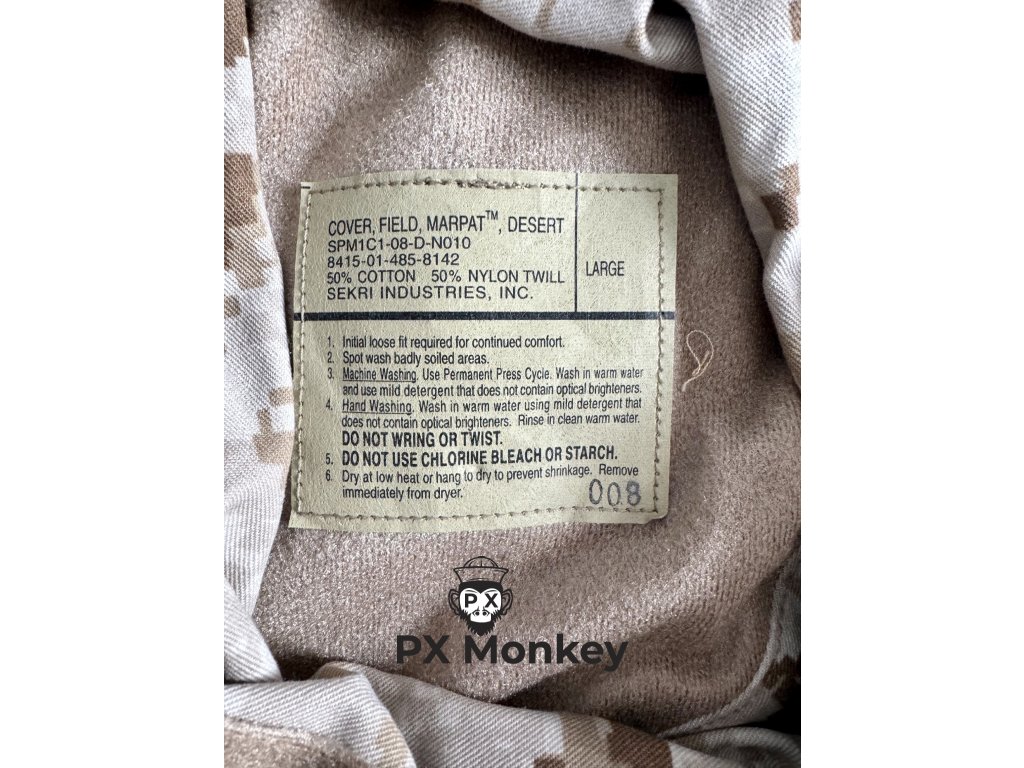 COVER, FIELD, MARPAT™, DESERT
SPM1C1-08-D-N010
8415-01-485-8142
50% COTTON 50% NYLON TWILL
SEKRI INDUSTRIES, INC.
LARGE
1. Initial loose fit required for continued comfort.
2. Spot wash badly soiled areas.
3. Machine Washing. Use Permanent Press Cycle. Wash in warm water
and use mild detergent that does not contain optical brighteners.
4. Hand Washing. Wash in warm water using mild detergent that
does not contain optical brighteners. Rinse in clean warm water.
DO NOT WRING OR TWIST.
5. DO NOT USE CHLORINE BLEACH OR STARCH.
6. Dry at low heat or hang to dry to prevent shrinkage. Remove
immediately from dryer.
008
PX
PX Monkey